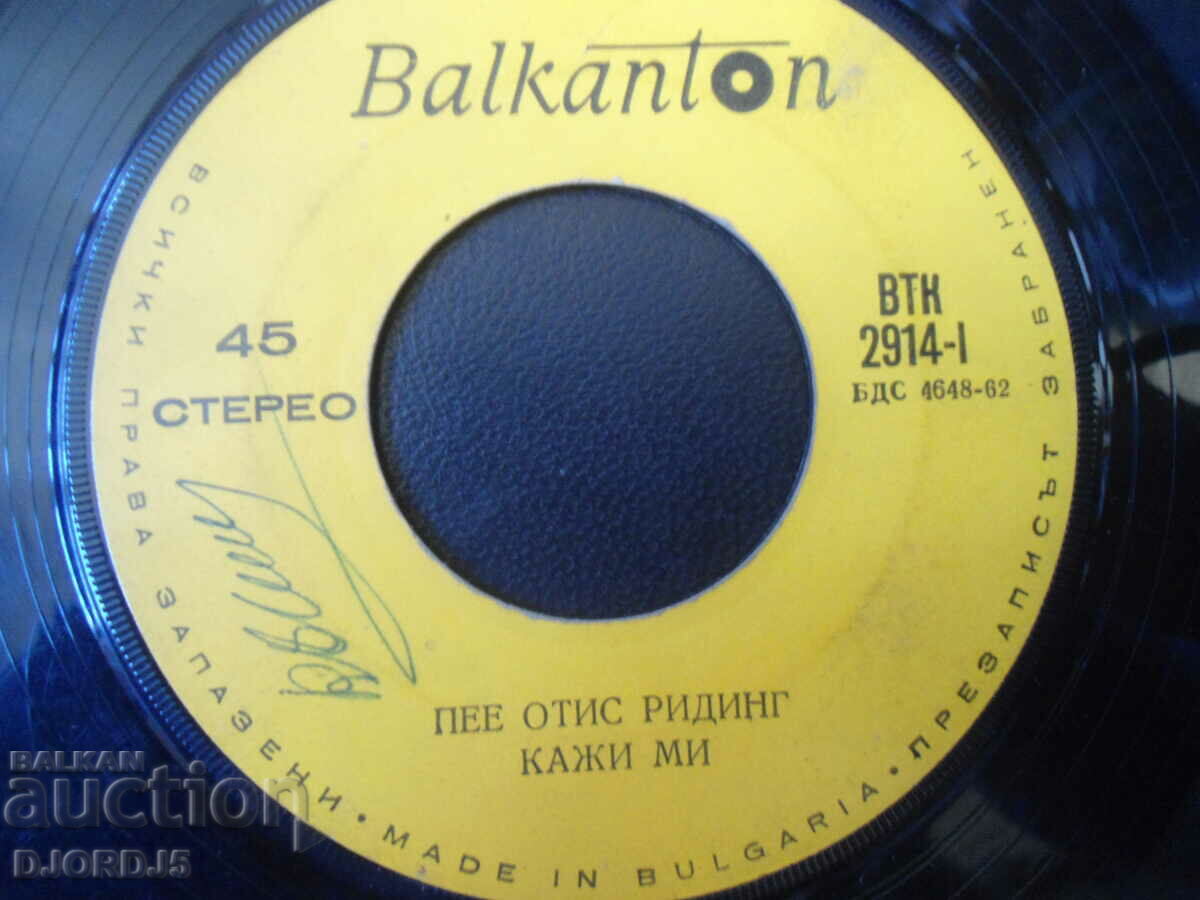 Balkanton
45
СТЕРЕО
ВТК
2914-I
БДС 4648-62
ПЕЕ ОТИС РИДИНГ
КАЖИ МИ
ВСИЧКИ ПРАВА ЗАПАЗЕНИ • MADE IN BULGARIA • ПРЕЗАПИСЪТ ЗАБРАНЕН
BALKAN
auction
DJORDJ5